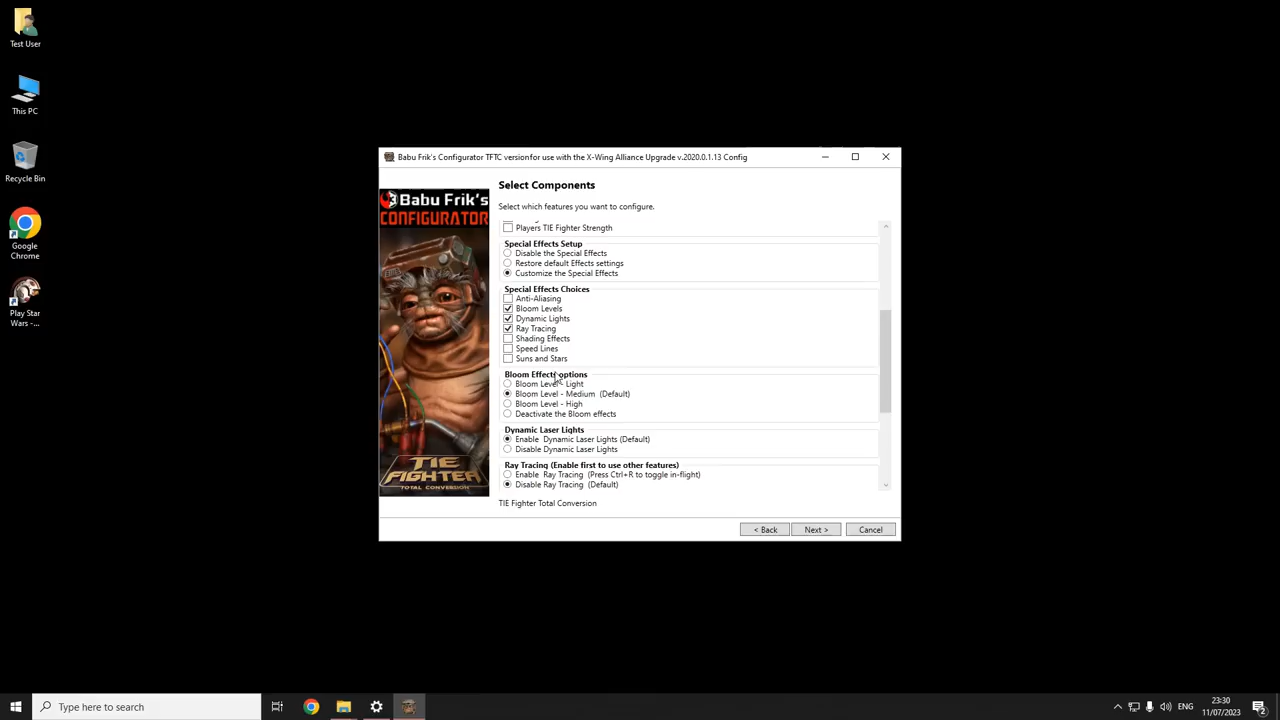 Test User
This PC
Recycle Bin
Google
Chrome
Play Star
Wars - ...
Babu Frik's Configurator TFTC versionfor use with the X-Wing Alliance Upgrade v.2020.0.1.13 Config
Babu Frik's
CONFIGURATOR
TIE
FIGHTER
TOTAL CONVERSION
Select Components
Select which features you want to configure.
Players TIE Fighter Strength
Special Effects Setup
Disable the Special Effects
Restore default Effects settings
Customize the Special Effects
Special Effects Choices
Anti-Aliasing
Bloom Levels
Dynamic Lights
Ray Tracing
Shading Effects
Speed Lines
Suns and Stars
Bloom Effects options
Bloom Level - Light
Bloom Level - Medium (Default)
Bloom Level - High
Deactivate the Bloom effects
Dynamic Laser Lights
Enable Dynamic Laser Lights (Default)
Disable Dynamic Laser Lights
Ray Tracing (Enable first to use other features)
Enable Ray Tracing (Press Ctrl+R to toggle in-flight)
Disable Ray Tracing (Default)
TIE Fighter Total Conversion
< Back
Next >
Cancel
Type here to search
ENG
23:30
11/07/2023